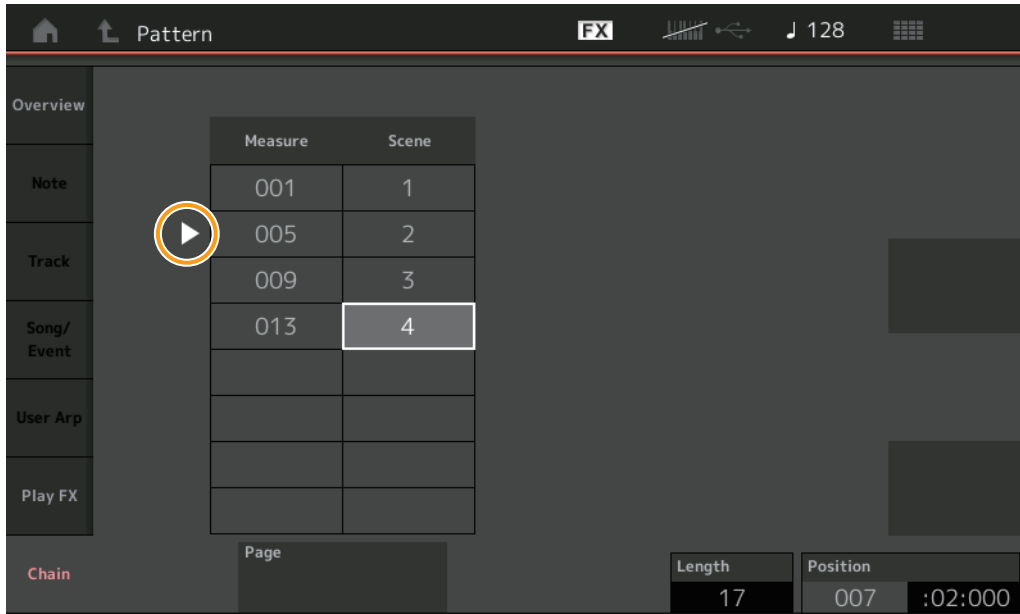 Pattern
FX
128
Overview
Measure Scene
001 1
Note
005 2
Track
009 3
013 4
Song/
Event
User Arp
Play FX
Page
Chain
Length
17
Position
007 :02:000